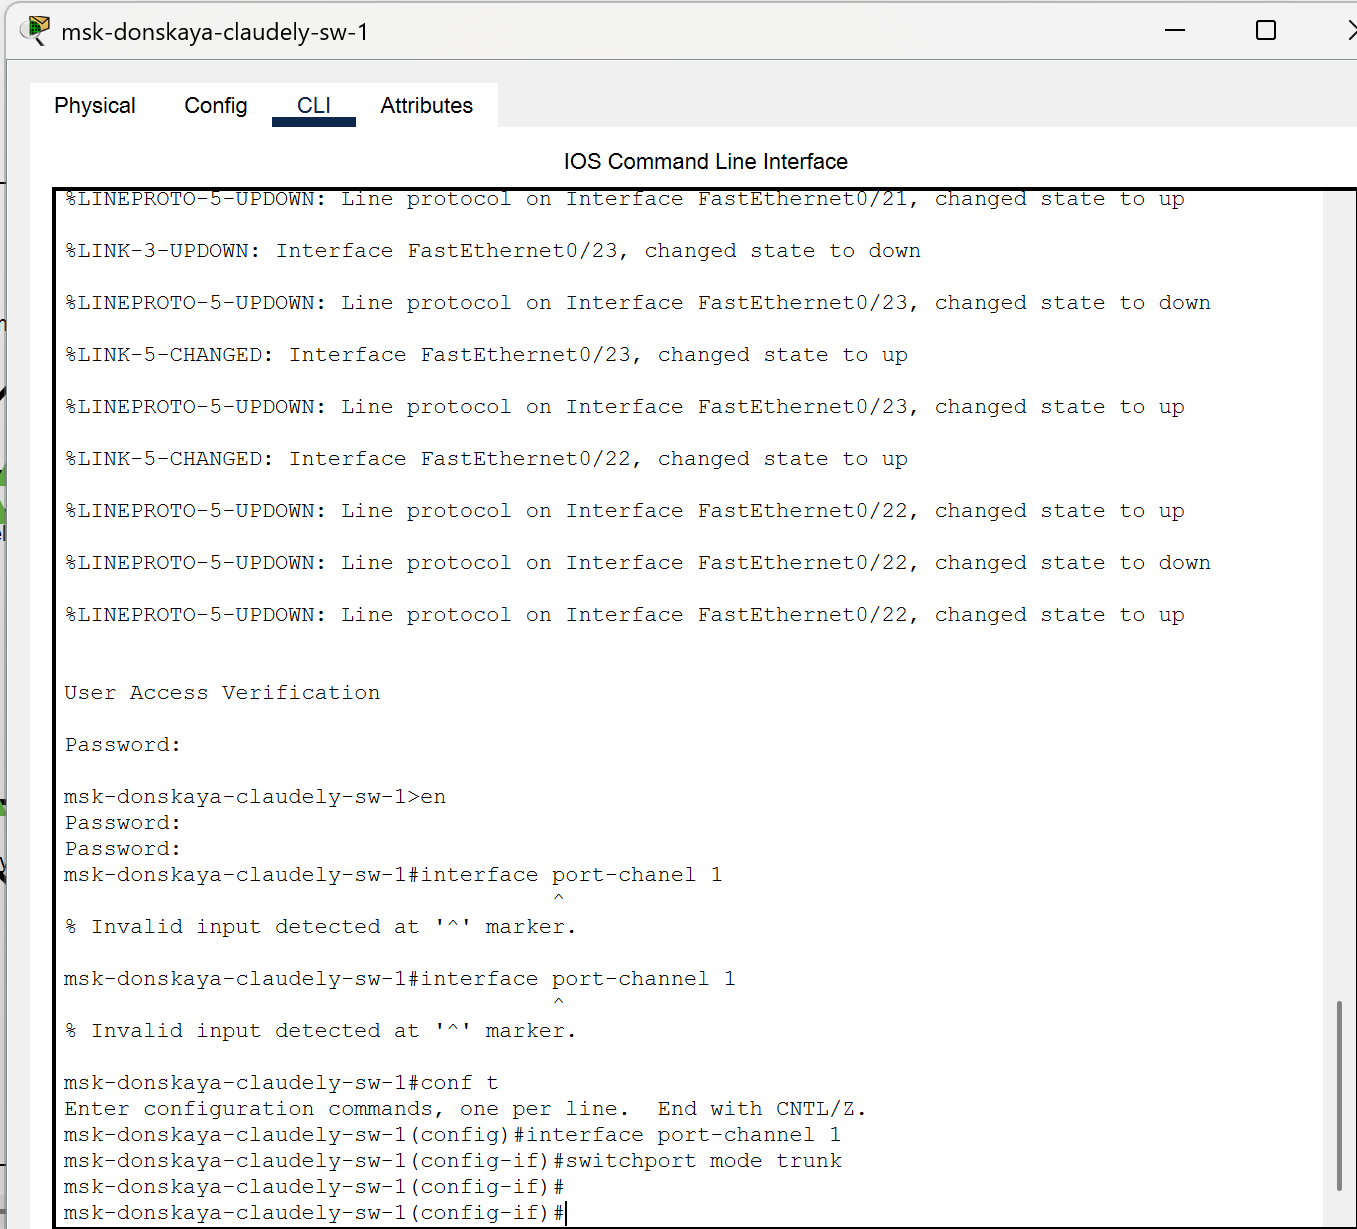 msk-donskaya-claudely-sw-1
Physical Config CLI Attributes
IOS Command Line Interface
%LINEPROTO-5-UPDOWN: Line protocol on Interface FastEthernet0/21, changed state to up
%LINK-3-UPDOWN: Interface FastEthernet0/23, changed state to down
%LINEPROTO-5-UPDOWN: Line protocol on Interface FastEthernet0/23, changed state to down
%LINK-5-CHANGED: Interface FastEthernet0/23, changed state to up
%LINEPROTO-5-UPDOWN: Line protocol on Interface FastEthernet0/23, changed state to up
%LINK-5-CHANGED: Interface FastEthernet0/22, changed state to up
%LINEPROTO-5-UPDOWN: Line protocol on Interface FastEthernet0/22, changed state to up
%LINEPROTO-5-UPDOWN: Line protocol on Interface FastEthernet0/22, changed state to down
%LINEPROTO-5-UPDOWN: Line protocol on Interface FastEthernet0/22, changed state to up
User Access Verification
Password:
msk-donskaya-claudely-sw-1>en
Password:
Password:
msk-donskaya-claudely-sw-1#interface port-chanel 1
^
% Invalid input detected at '^' marker.
msk-donskaya-claudely-sw-1#interface port-channel 1
^
% Invalid input detected at '^' marker.
msk-donskaya-claudely-sw-1#conf t
Enter configuration commands, one per line.  End with CNTL/Z.
msk-donskaya-claudely-sw-1(config)#interface port-channel 1
msk-donskaya-claudely-sw-1(config-if)#switchport mode trunk
msk-donskaya-claudely-sw-1(config-if)#
msk-donskaya-claudely-sw-1(config-if)#